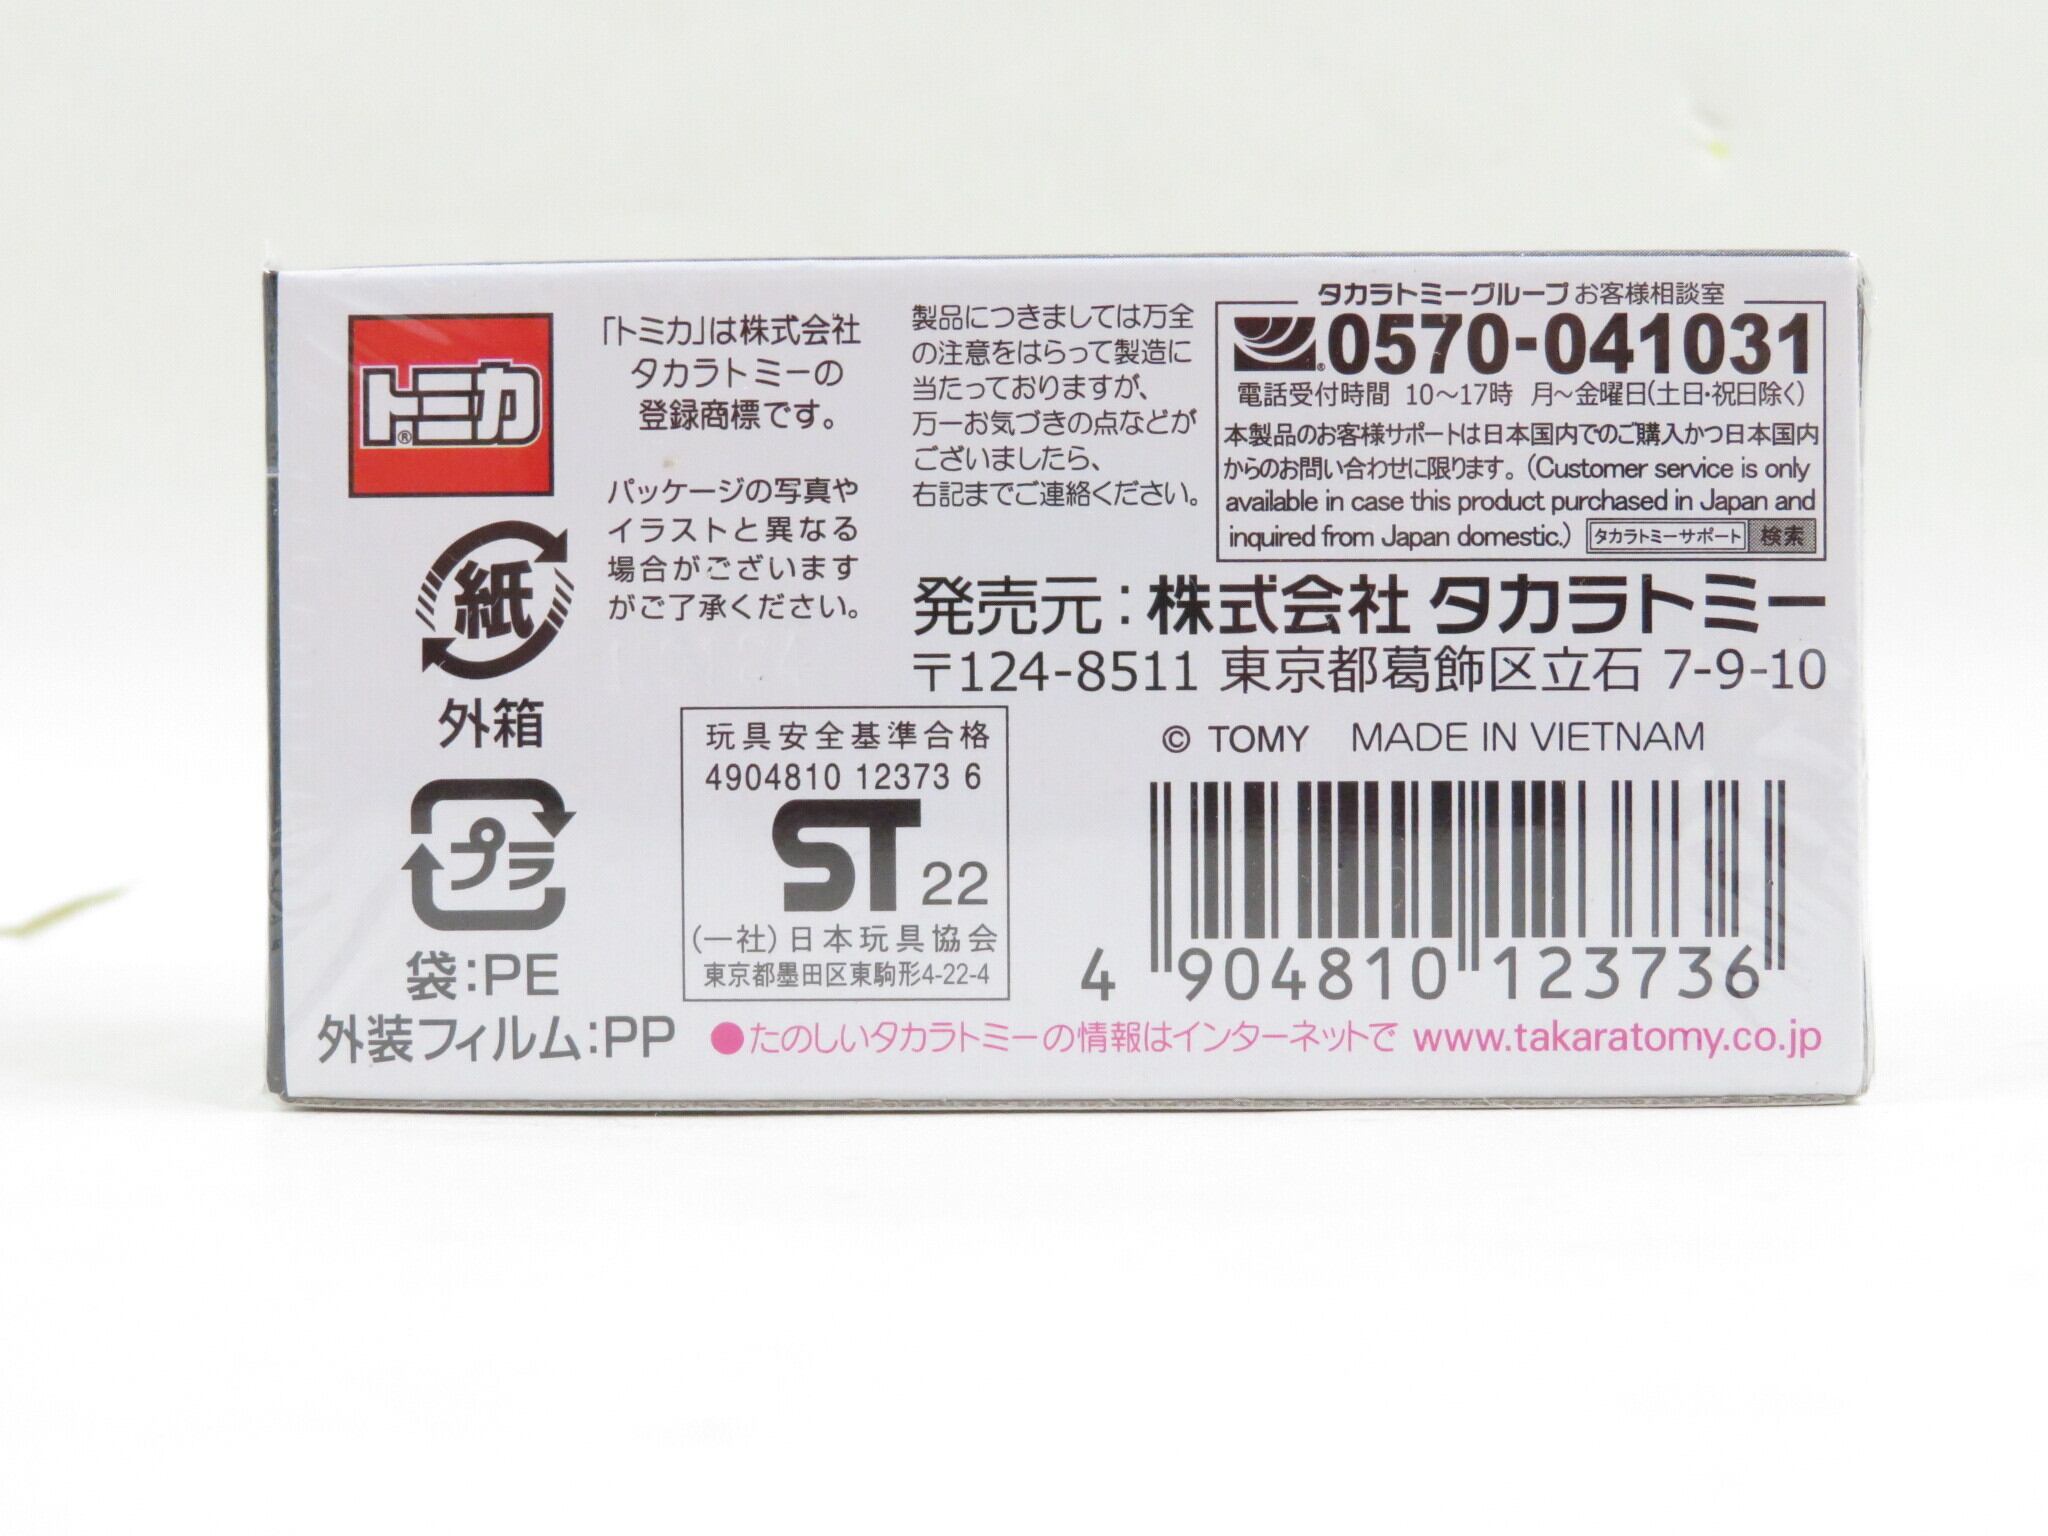 トミカ®
「トミカ」は株式会社
タカラトミーの
登録商標です。
パッケージの写真や
イラストと異なる
場合がございます
がご了承ください。
製品につきましては万全
の注意をはらって製造に
当たっておりますが、
万一お気づきの点などが
ございましたら、
右記までご連絡ください。
タカラトミーグループお客様相談室
0570-041031
電話受付時間 10～17時 月～金曜日(土日・祝日除く)
本製品のお客様サポートは日本国内でのご購入かつ日本国内
からのお問い合わせに限ります。(Customer service is only
available in case this product purchased in Japan and
inquired from Japan domestic.) タカラトミーサポート 検索
発売元：株式会社 タカラトミー
〒124-8511 東京都葛飾区立石 7-9-10
© TOMY MADE IN VIETNAM
紙
外箱
プラ
袋：PE
外装フィルム：PP
玩具安全基準合格
4904810 12373 6
ST 22
(一社)日本玩具協会
東京都墨田区東駒形4-22-4
4 904810 123736
●たのしいタカラトミーの情報はインターネットで www.takaratomy.co.jp